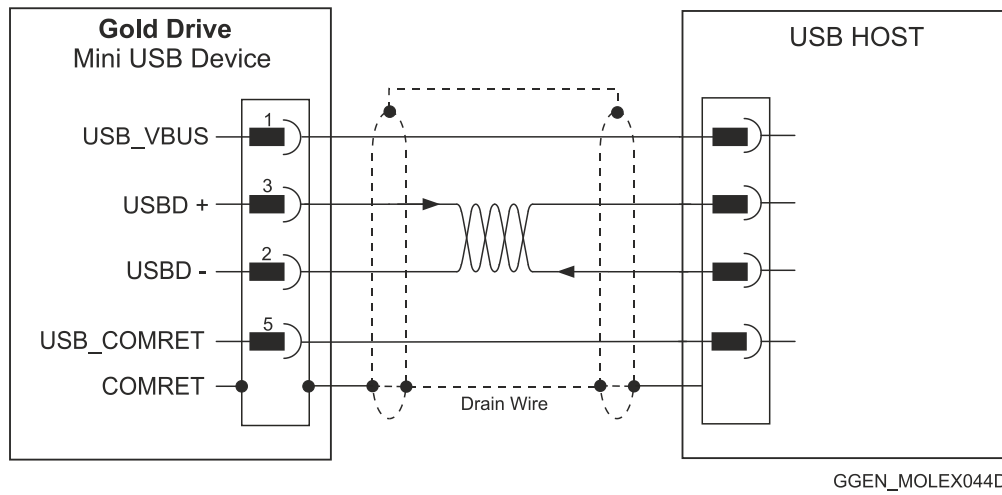 Gold Drive
Mini USB Device
USB HOST
USB_VBUS
1
USBD +
3
USBD -
2
USB_COMRET
5
COMRET
Drain Wire
GGEN_MOLEX044D